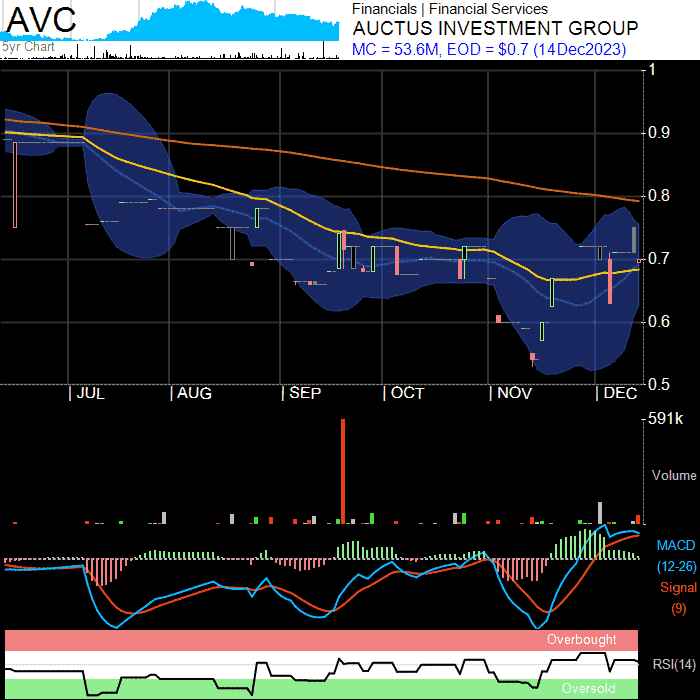 AVC
5yr Chart
Financials | Financial Services
AUCTUS INVESTMENT GROUP
MC = 53.6M, EOD = $0.7 (14Dec2023)
1
0.9
0.8
0.7
0.6
0.5
JUL AUG SEP OCT NOV DEC
591k
Volume
MACD
(12-26)
Signal
(9)
Overbought
RSI(14)
Oversold